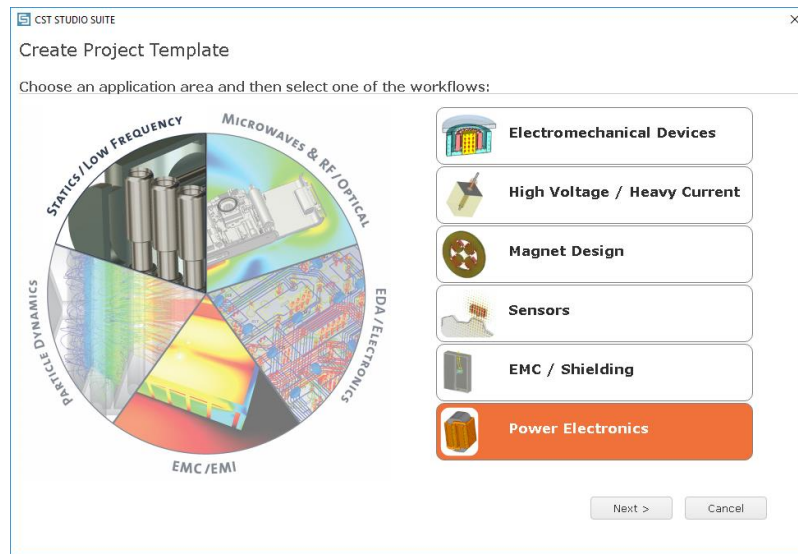 CST STUDIO SUITE
Create Project Template
Choose an application area and then select one of the workflows:
STATICS/LOW FREQUENCY
MICROWAVES & RF/OPTICAL
EDA/ELECTRONICS
EMC/EMI
PARTICLE DYNAMICS
Electromechanical Devices
High Voltage / Heavy Current
Magnet Design
Sensors
EMC / Shielding
Power Electronics
Next >
Cancel